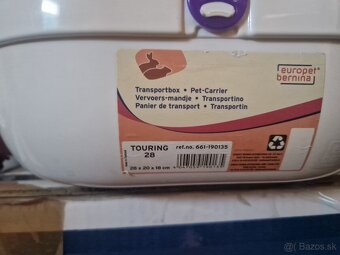 europet
bernina
Transportbox • Pet-Carrier
Vervoers-mandje • Transportino
Panier de transport • Transportin
TOURING
28
ref.no. 661-190135
28 x 20 x 18 cm
© Bazos.sk